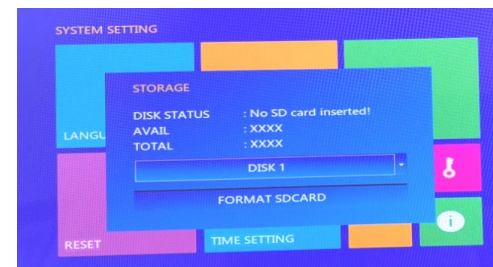 SYSTEM SETTING
STORAGE
DISK STATUS : No SD card inserted!
AVAIL : XXXX
TOTAL : XXXX
DISK 1
FORMAT SDCARD
LANGU
RESET
TIME SETTING
i